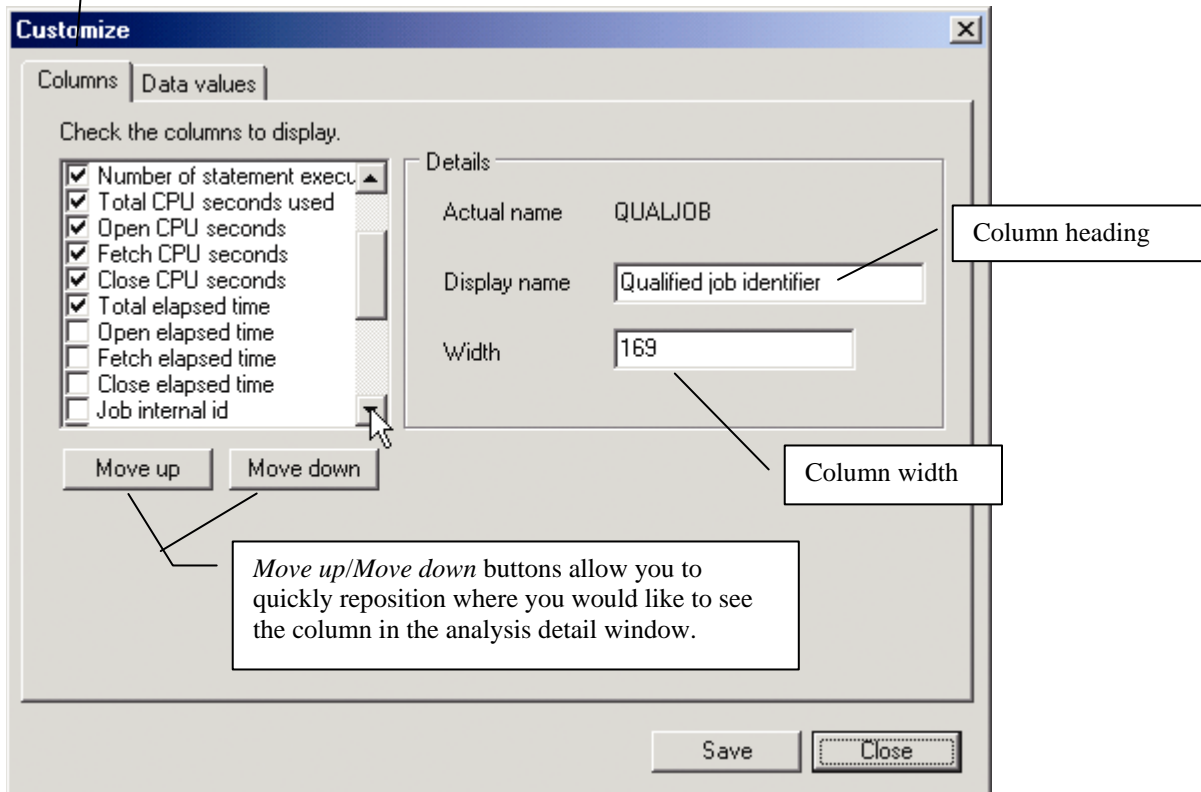 Customize
Columns
Data values
Check the columns to display.
Number of statement execu
Total CPU seconds used
Open CPU seconds
Fetch CPU seconds
Close CPU seconds
Total elapsed time
Open elapsed time
Fetch elapsed time
Close elapsed time
Job internal id
Move up
Move down
Details
Actual name QUALJOB
Display name Qualified job identifier
Width 169
Column heading
Column width
Move up/Move down buttons allow you to
quickly reposition where you would like to see
the column in the analysis detail window.
Save
Close